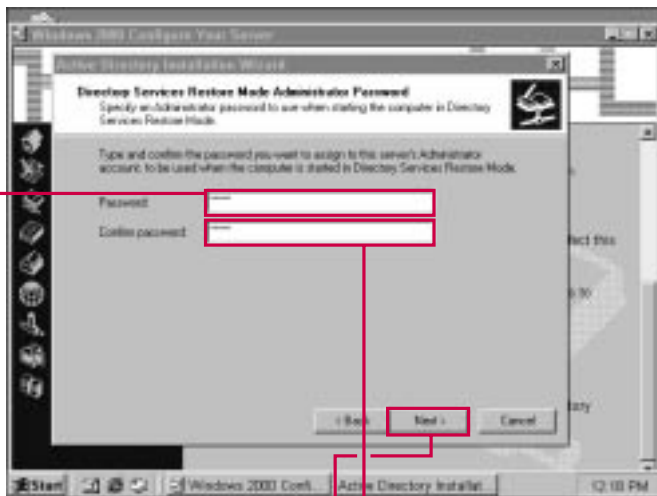 Windows 2000 Configure Your Server
Active Directory Installation Wizard
Directory Services Restore Mode Administrator Password
Specify an Administrator password to use when starting the computer in Directory
Services Restore Mode.
Type and confirm the password you want to assign to this server's Administrator
account, to be used when the computer is started in Directory Services Restore Mode.
Password:
Confirm password:
fect this
tory
< Back
Next >
Cancel
Start
Windows 2000 Confi...
Active Directory Installat...
12:18 PM